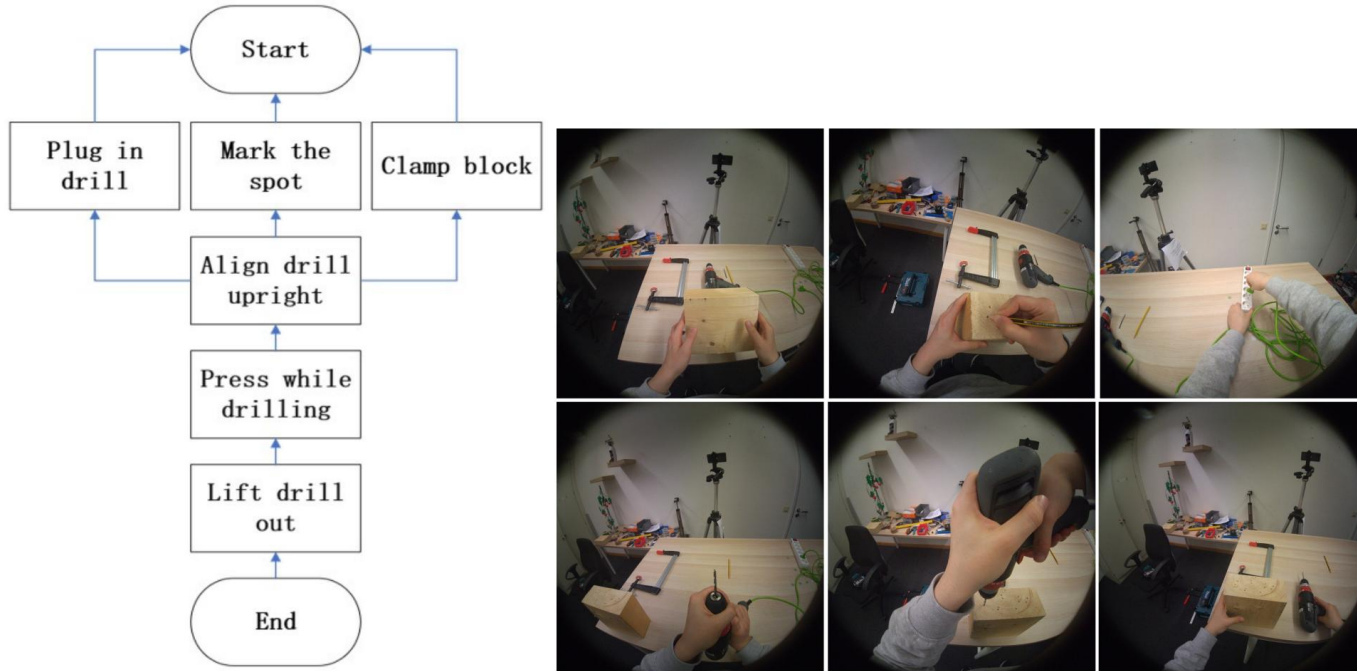 Start
Plug in
drill
Mark the
spot
Clamp block
Align drill
upright
Press while
drilling
Lift drill
out
End